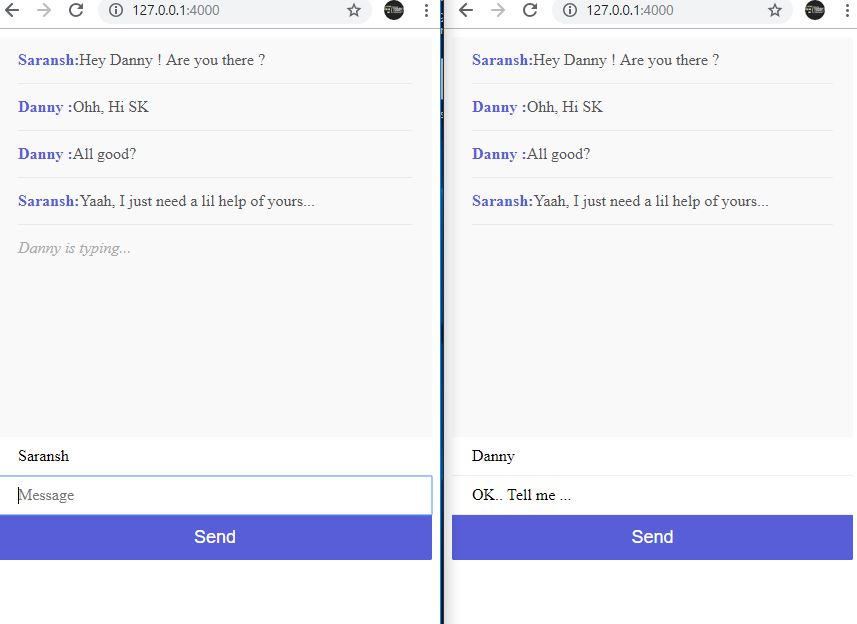 127.0.0.1:4000
Saransh:Hey Danny ! Are you there ?
Danny :Ohh, Hi SK
Danny :All good?
Saransh:Yaah, I just need a lil help of yours...
Danny is typing...
Saransh
Message
Send
127.0.0.1:4000
Saransh:Hey Danny ! Are you there ?
Danny :Ohh, Hi SK
Danny :All good?
Saransh:Yaah, I just need a lil help of yours...
Danny
OK.. Tell me ...
Send